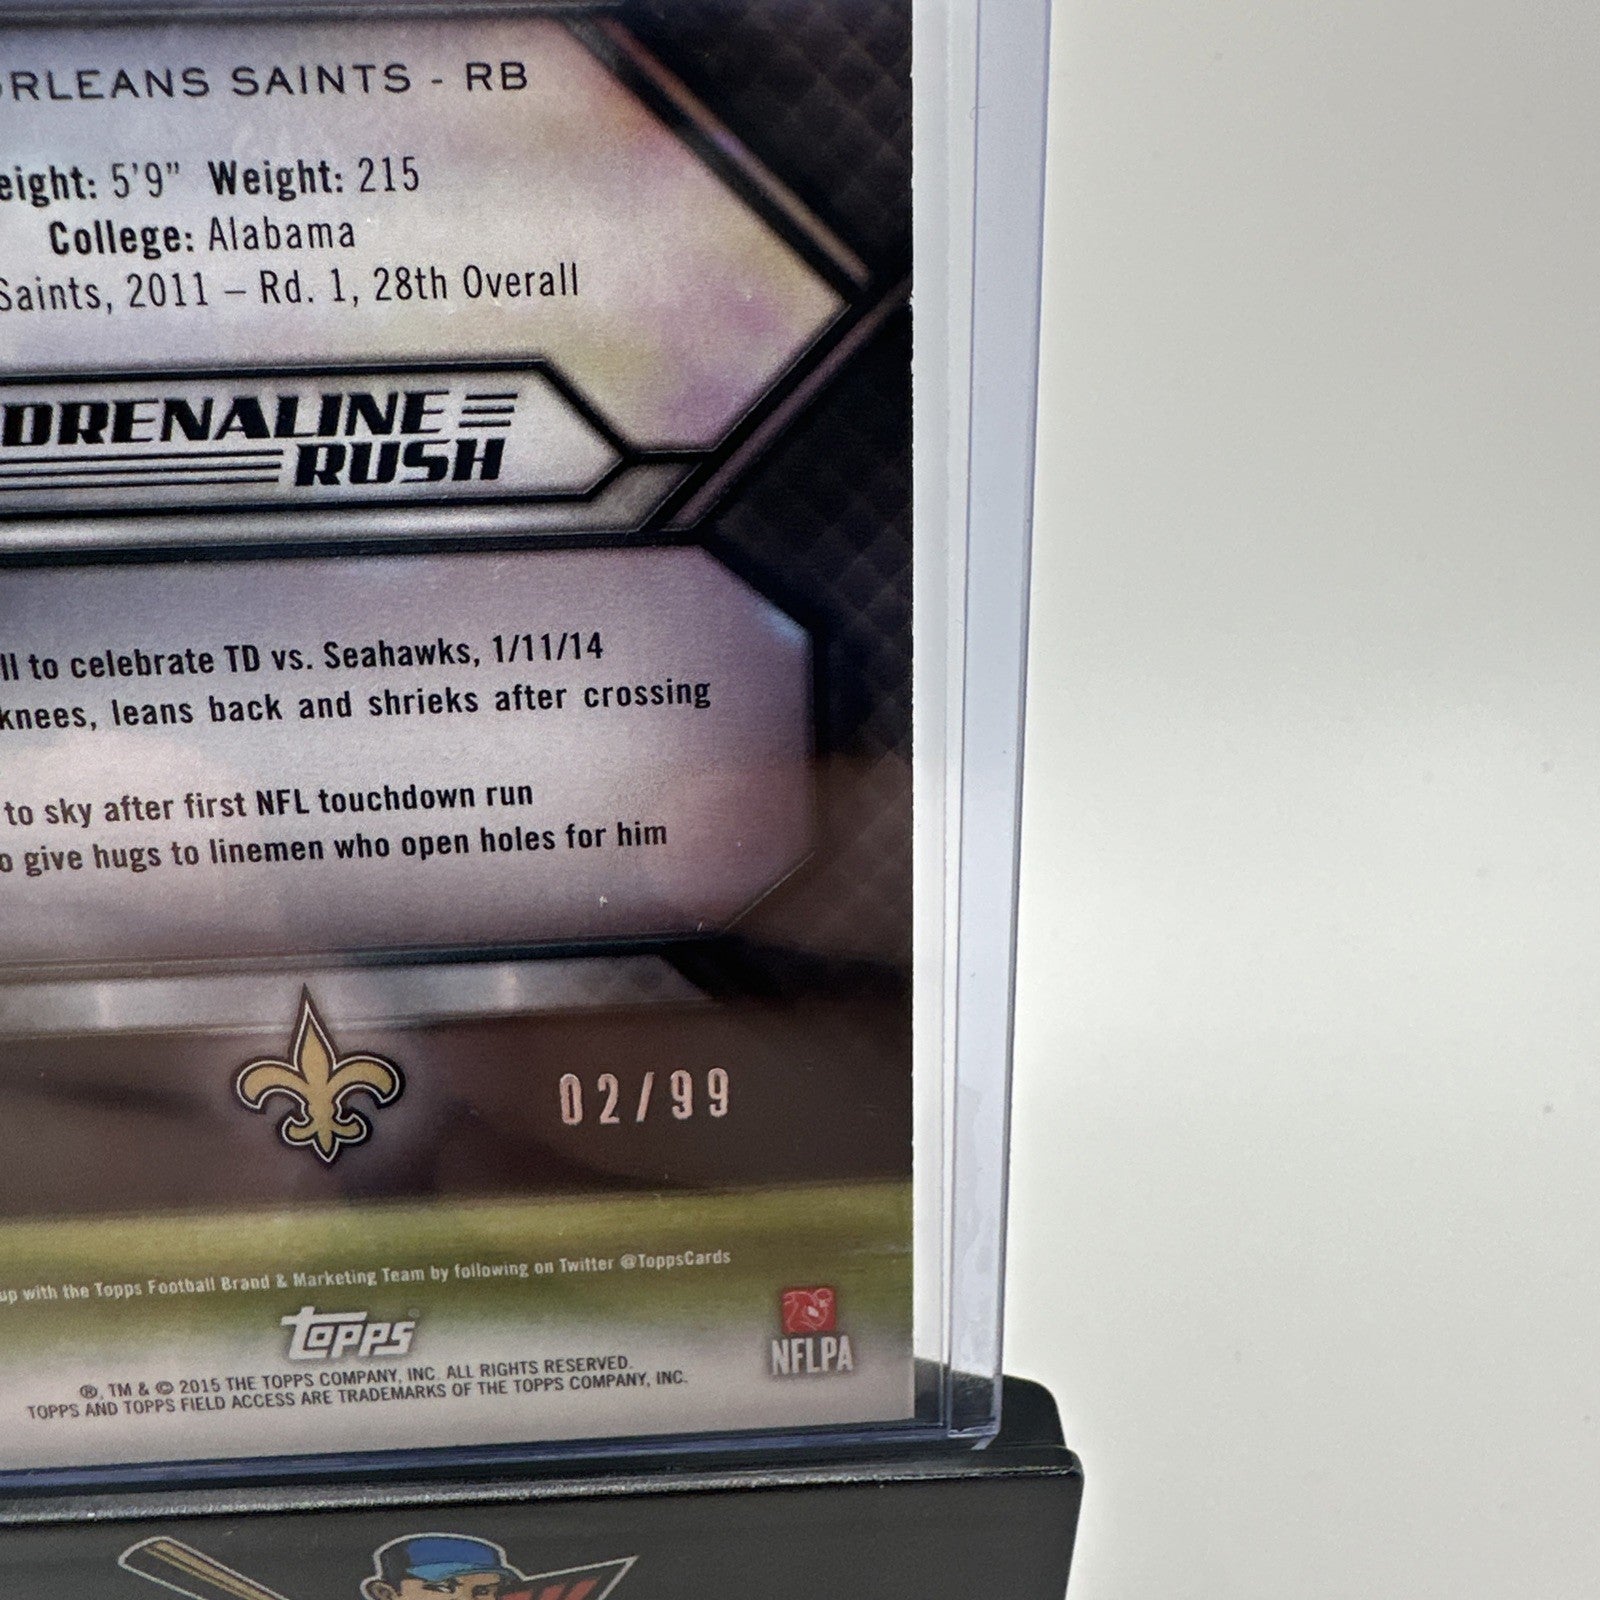 ORLEANS SAINTS - RB
eight: 5'9" Weight: 215
College: Alabama
Saints, 2011 – Rd. 1, 28th Overall
DRENALINE
RUSH
ll to celebrate TD vs. Seahawks, 1/11/14
knees, leans back and shrieks after crossing
to sky after first NFL touchdown run
o give hugs to linemen who open holes for him
02/99
up with the Topps Football Brand & Marketing Team by following on Twitter @ToppsCards
topps®
NFLPA
®, TM & © 2015 THE TOPPS COMPANY, INC. ALL RIGHTS RESERVED.
TOPPS AND TOPPS FIELD ACCESS ARE TRADEMARKS OF THE TOPPS COMPANY, INC.